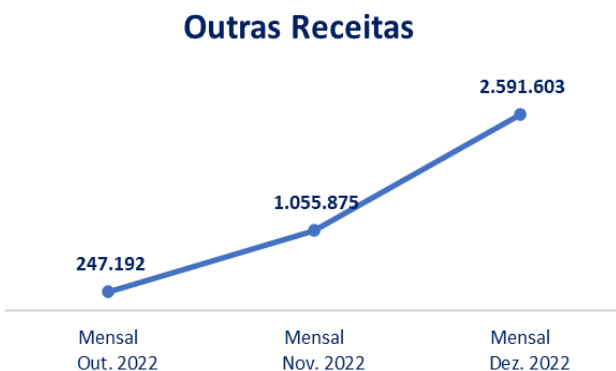 Outras Receitas
2.591.603
1.055.875
247.192
Mensal
Out. 2022
Mensal
Nov. 2022
Mensal
Dez. 2022